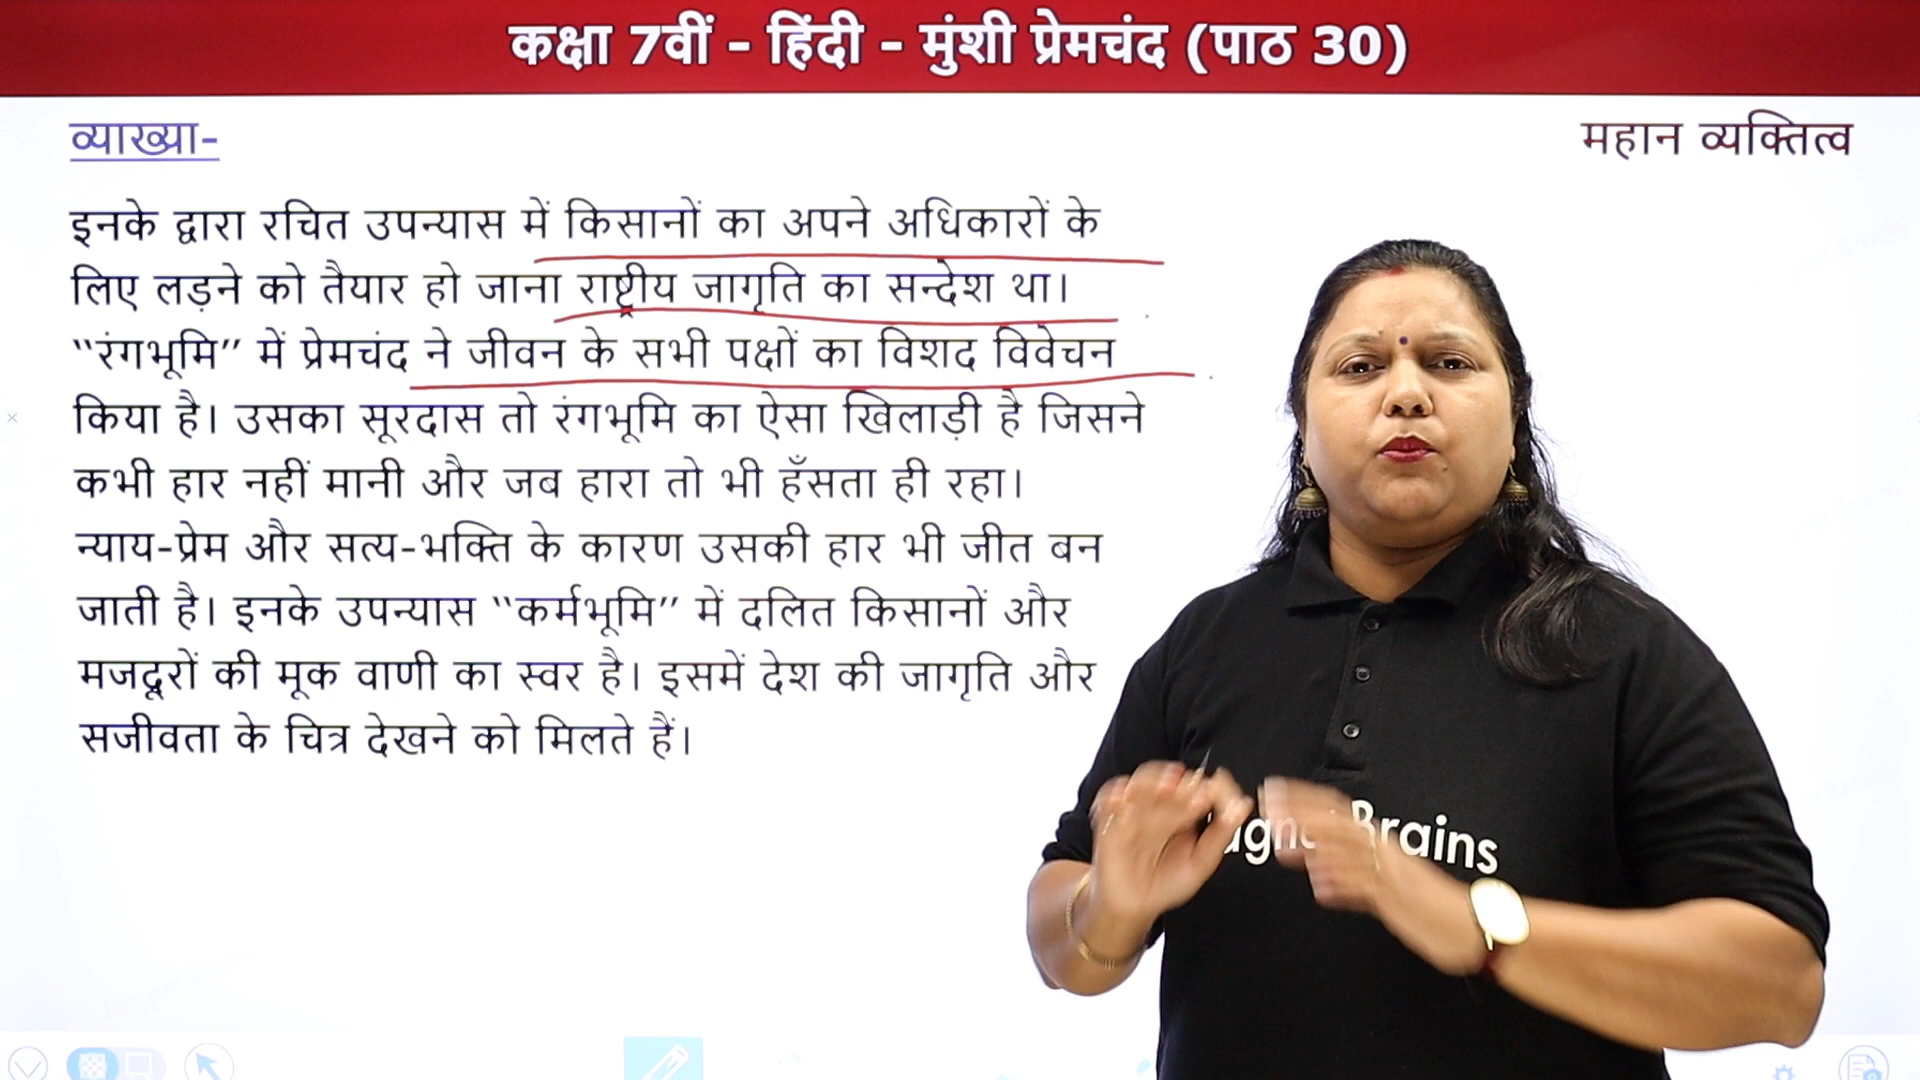 कक्षा 7वीं - हिंदी - मुंशी प्रेमचंद (पाठ 30)
व्याख्या-
महान व्यक्तित्व
इनके द्वारा रचित उपन्यास में किसानों का अपने अधिकारों के
लिए लड़ने को तैयार हो जाना राष्ट्रीय जागृति का सन्देश था।
“रंगभूमि” में प्रेमचंद ने जीवन के सभी पक्षों का विशद विवेचन
किया है। उसका सूरदास तो रंगभूमि का ऐसा खिलाड़ी है जिसने
कभी हार नहीं मानी और जब हारा तो भी हँसता ही रहा।
न्याय-प्रेम और सत्य-भक्ति के कारण उसकी हार भी जीत बन
जाती है। इनके उपन्यास “कर्मभूमि” में दलित किसानों और
मजदूरों की मूक वाणी का स्वर है। इसमें देश की जागृति और
सजीवता के चित्र देखने को मिलते हैं।
Brains